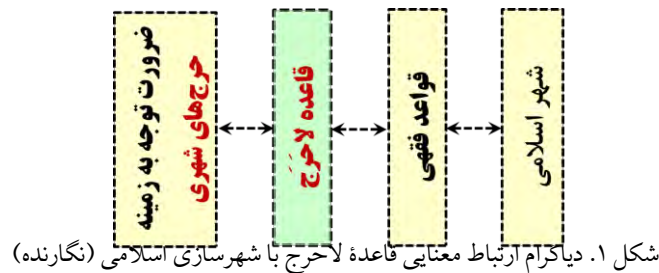 شهر اسلامی
قواعد فقهی
قاعده لاحَرَج
ضرورت توجه به زمینه
حرج‌های شهری
شکل ۱. دیاگرام ارتباط معنایی قاعدهٔ لاحرج با شهرسازی اسلامی (نگارنده)